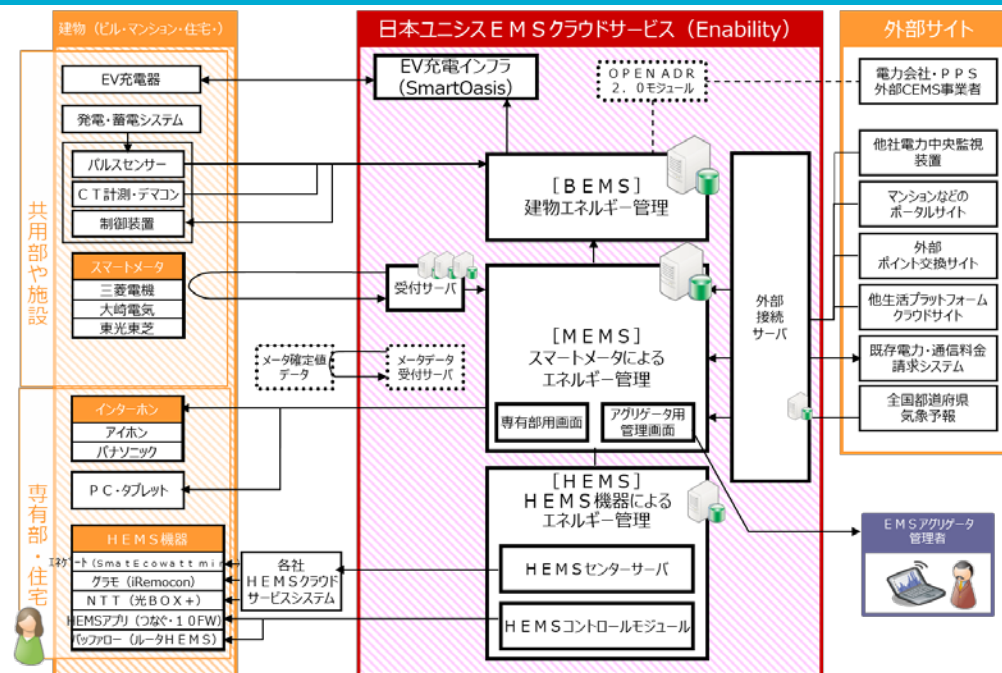 建物（ビル・マンション・住宅・）
日本ユニシスＥＭＳクラウドサービス（Enability）
外部サイト
共用部や施設
EV充電器
発電・蓄電システム
パルスセンサー
ＣＴ計測・デマコン
制御装置
スマートメータ
三菱電機
大崎電気
東光東芝
専有部・住宅
インターホン
アイホン
パナソニック
ＰＣ・タブレット
ＨＥＭＳ機器
エネゲート（ＳｍａｔＥｃｏｗａｔｔｍｉｒ
グラモ（iRemocon）
ＮＴＴ（光ＢＯＸ＋）
HEMSアプリ（つなぐ・１０FW）
バッファロー（ルータＨＥＭＳ）
EV充電インフラ
（SmartOasis）
ＯＰＥＮＡＤＲ
２．０モジュール
［ＢＥＭＳ］
建物エネルギー管理
受付サーバ
メータ確定値
データ
メータデータ
受付サーバ
［ＭＥＭＳ］
スマートメータによる
エネルギー管理
専有部用画面
アグリゲータ用
管理画面
［ＨＥＭＳ］
ＨＥＭＳ機器による
エネルギー管理
ＨＥＭＳセンターサーバ
ＨＥＭＳコントロールモジュール
各社
ＨＥＭＳクラウド
サービスシステム
外部
接続
サーバ
電力会社・ＰＰＳ
外部CEMS事業者
他社電力中央監視
装置
マンションなどの
ポータルサイト
外部
ポイント交換サイト
他生活プラットフォーム
クラウドサイト
既存電力・通信料金
請求システム
全国都道府県
気象予報
ＥＭＳアグリゲータ
管理者